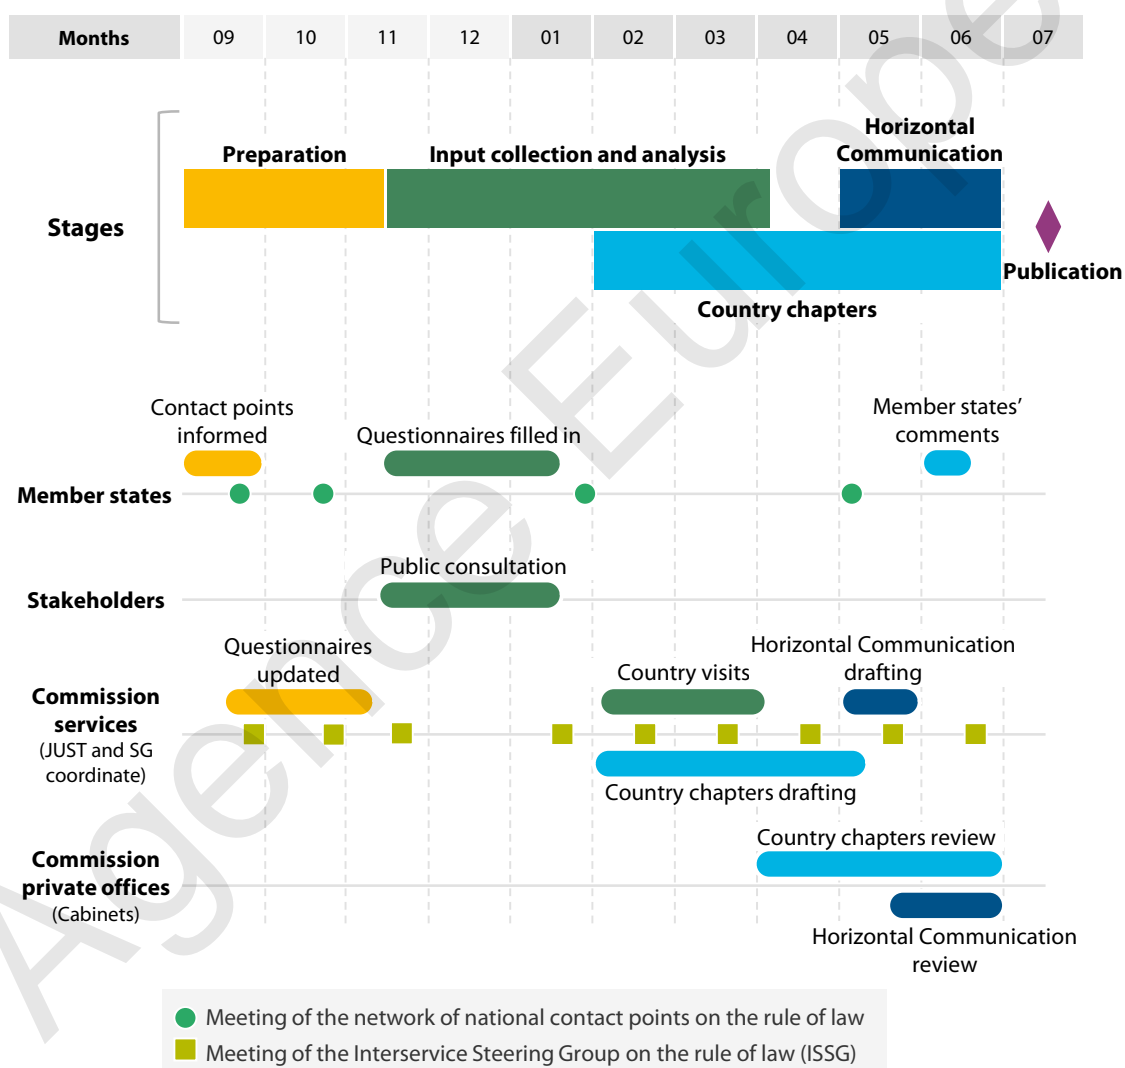 Months 09 10 11 12 01 02 03 04 05 06 07
Horizontal
Communication
Preparation
Input collection and analysis
Stages
Publication
Country chapters
Contact points
informed
Questionnaires filled in
Member states’
comments
Member states
Public consultation
Stakeholders
Questionnaires
updated
Country visits
Horizontal Communication
drafting
Commission
services
(JUST and SG
coordinate)
Country chapters drafting
Country chapters review
Commission
private offices
(Cabinets)
Horizontal Communication
review
Meeting of the network of national contact points on the rule of law
Meeting of the Interservice Steering Group on the rule of law (ISSG)
Agence Europe